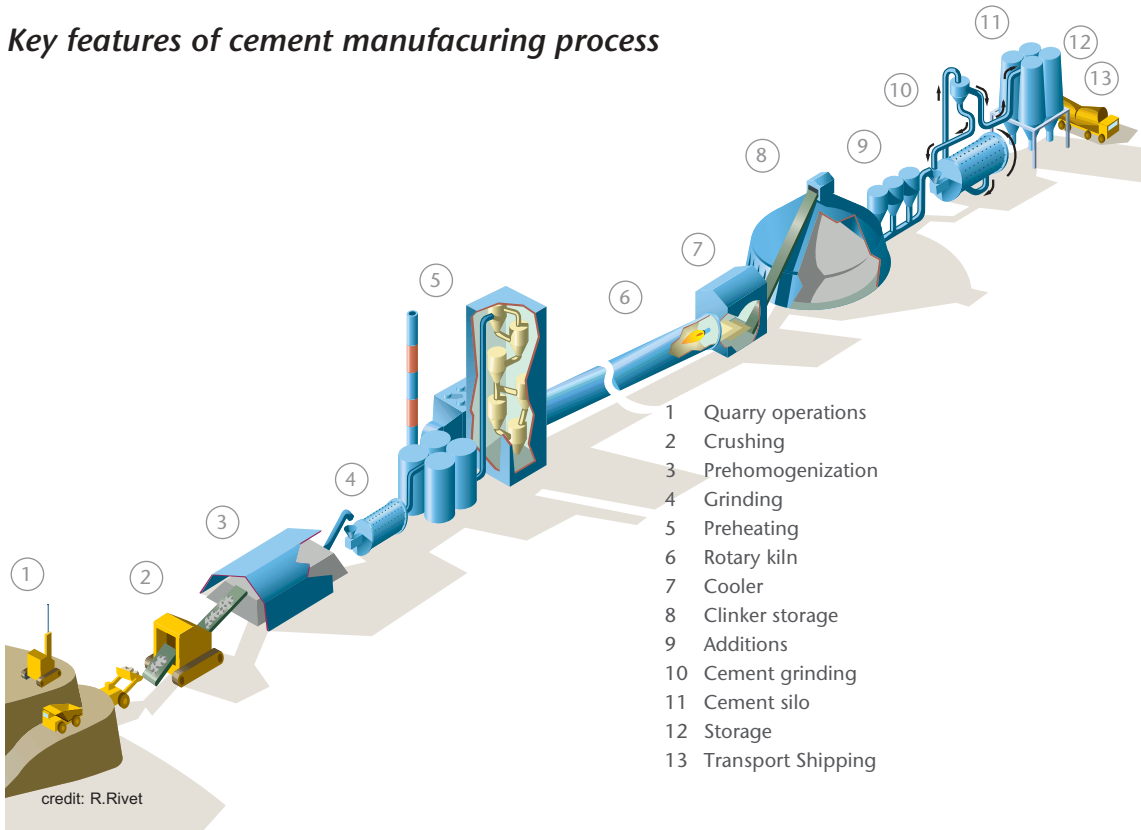 Key features of cement manufacuring process
11
12
13
10
9
8
7
5
6
4
3
2
1
1 Quarry operations
2 Crushing
3 Prehomogenization
4 Grinding
5 Preheating
6 Rotary kiln
7 Cooler
8 Clinker storage
9 Additions
10 Cement grinding
11 Cement silo
12 Storage
13 Transport Shipping
credit: R.Rivet